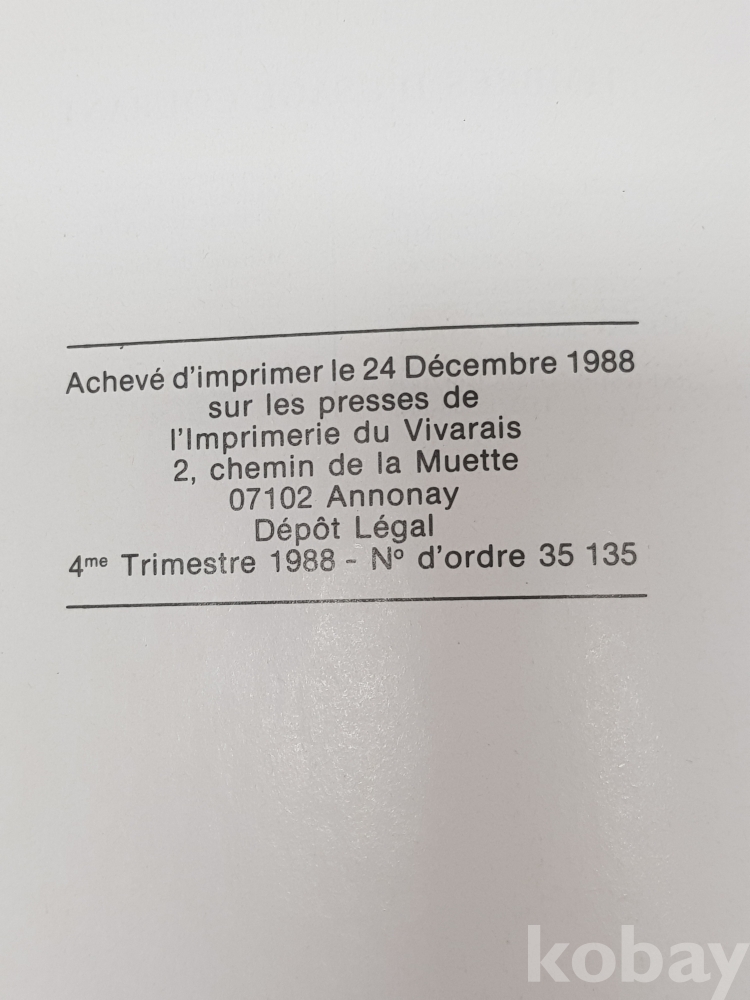 Achevé d'imprimer le 24 Décembre 1988
sur les presses de
l'Imprimerie du Vivarais
2, chemin de la Muette
07102 Annonay
Dépôt Légal
4me Trimestre 1988 - Nº d'ordre 35 135
kobay